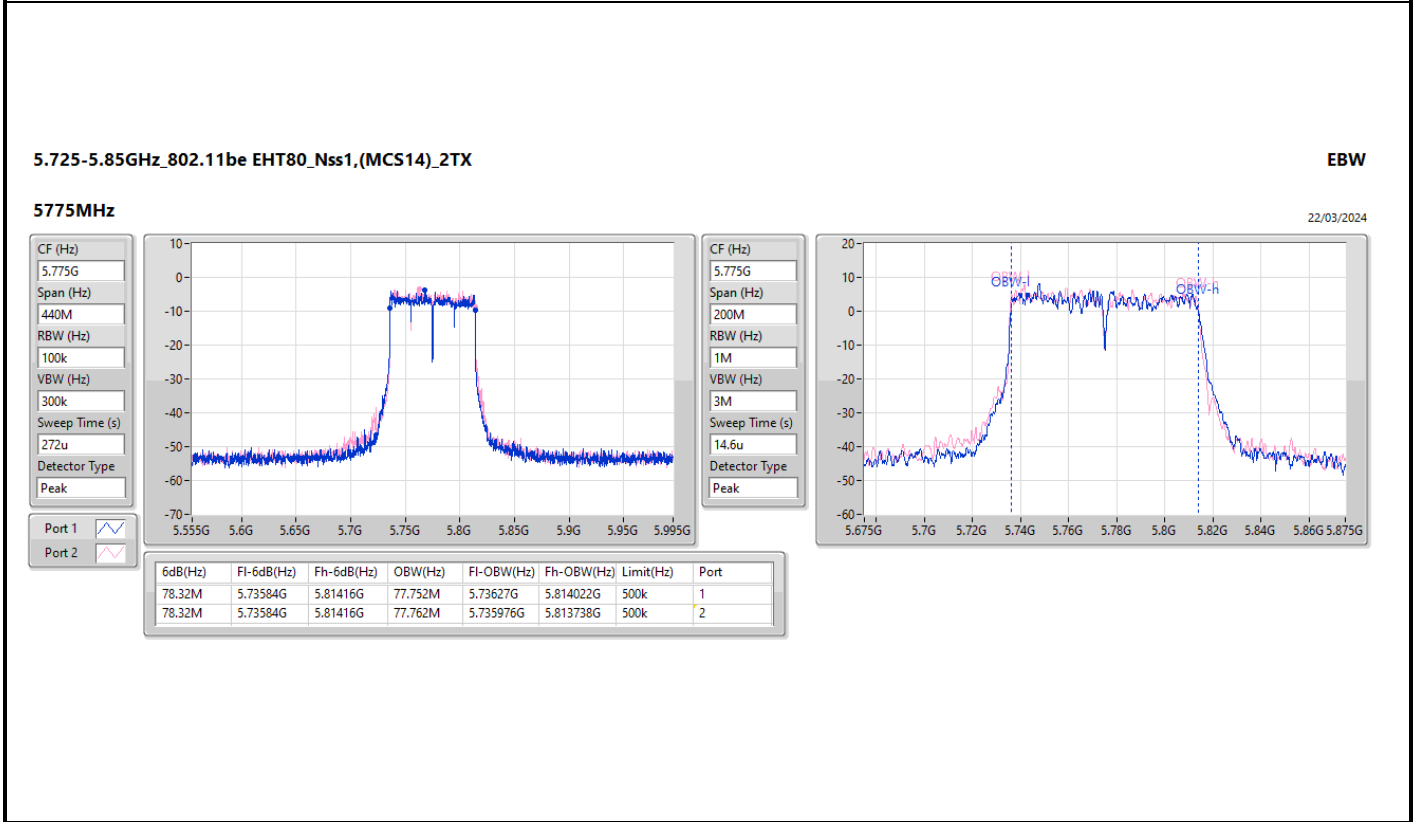 5.725-5.85GHz_802.11be EHT80_Nss1,(MCS14)_2TX
EBW
5775MHz
22/03/2024
CF (Hz)
5.775G
Span (Hz)
440M
RBW (Hz)
100k
VBW (Hz)
300k
Sweep Time (s)
272u
Detector Type
Peak
Port 1
Port 2
10
0
-10
-20
-30
-40
-50
-60
-70
5.555G 5.6G 5.65G 5.7G 5.75G 5.8G 5.85G 5.9G 5.95G 5.995G
CF (Hz)
5.775G
Span (Hz)
200M
RBW (Hz)
1M
VBW (Hz)
3M
Sweep Time (s)
14.6u
Detector Type
Peak
20
10
0
-10
-20
-30
-40
-50
-60
OBW-l
OBW-h
5.675G 5.7G 5.72G 5.74G 5.76G 5.78G 5.8G 5.82G 5.84G 5.86G 5.875G
6dB(Hz) Fl-6dB(Hz) Fh-6dB(Hz) OBW(Hz) Fl-OBW(Hz) Fh-OBW(Hz) Limit(Hz) Port
78.32M 5.73584G 5.81416G 77.752M 5.73627G 5.814022G 500k 1
78.32M 5.73584G 5.81416G 77.762M 5.735976G 5.813738G 500k 2